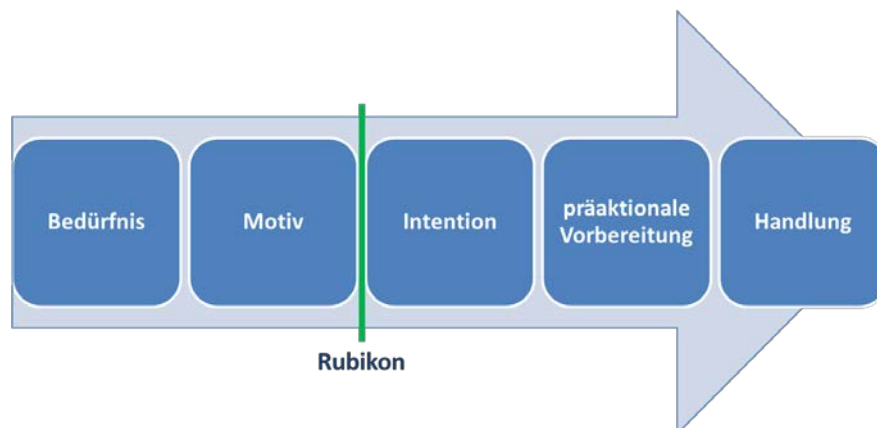 Bedürfnis
Motiv
Intention
präaktionale
Vorbereitung
Handlung
Rubikon